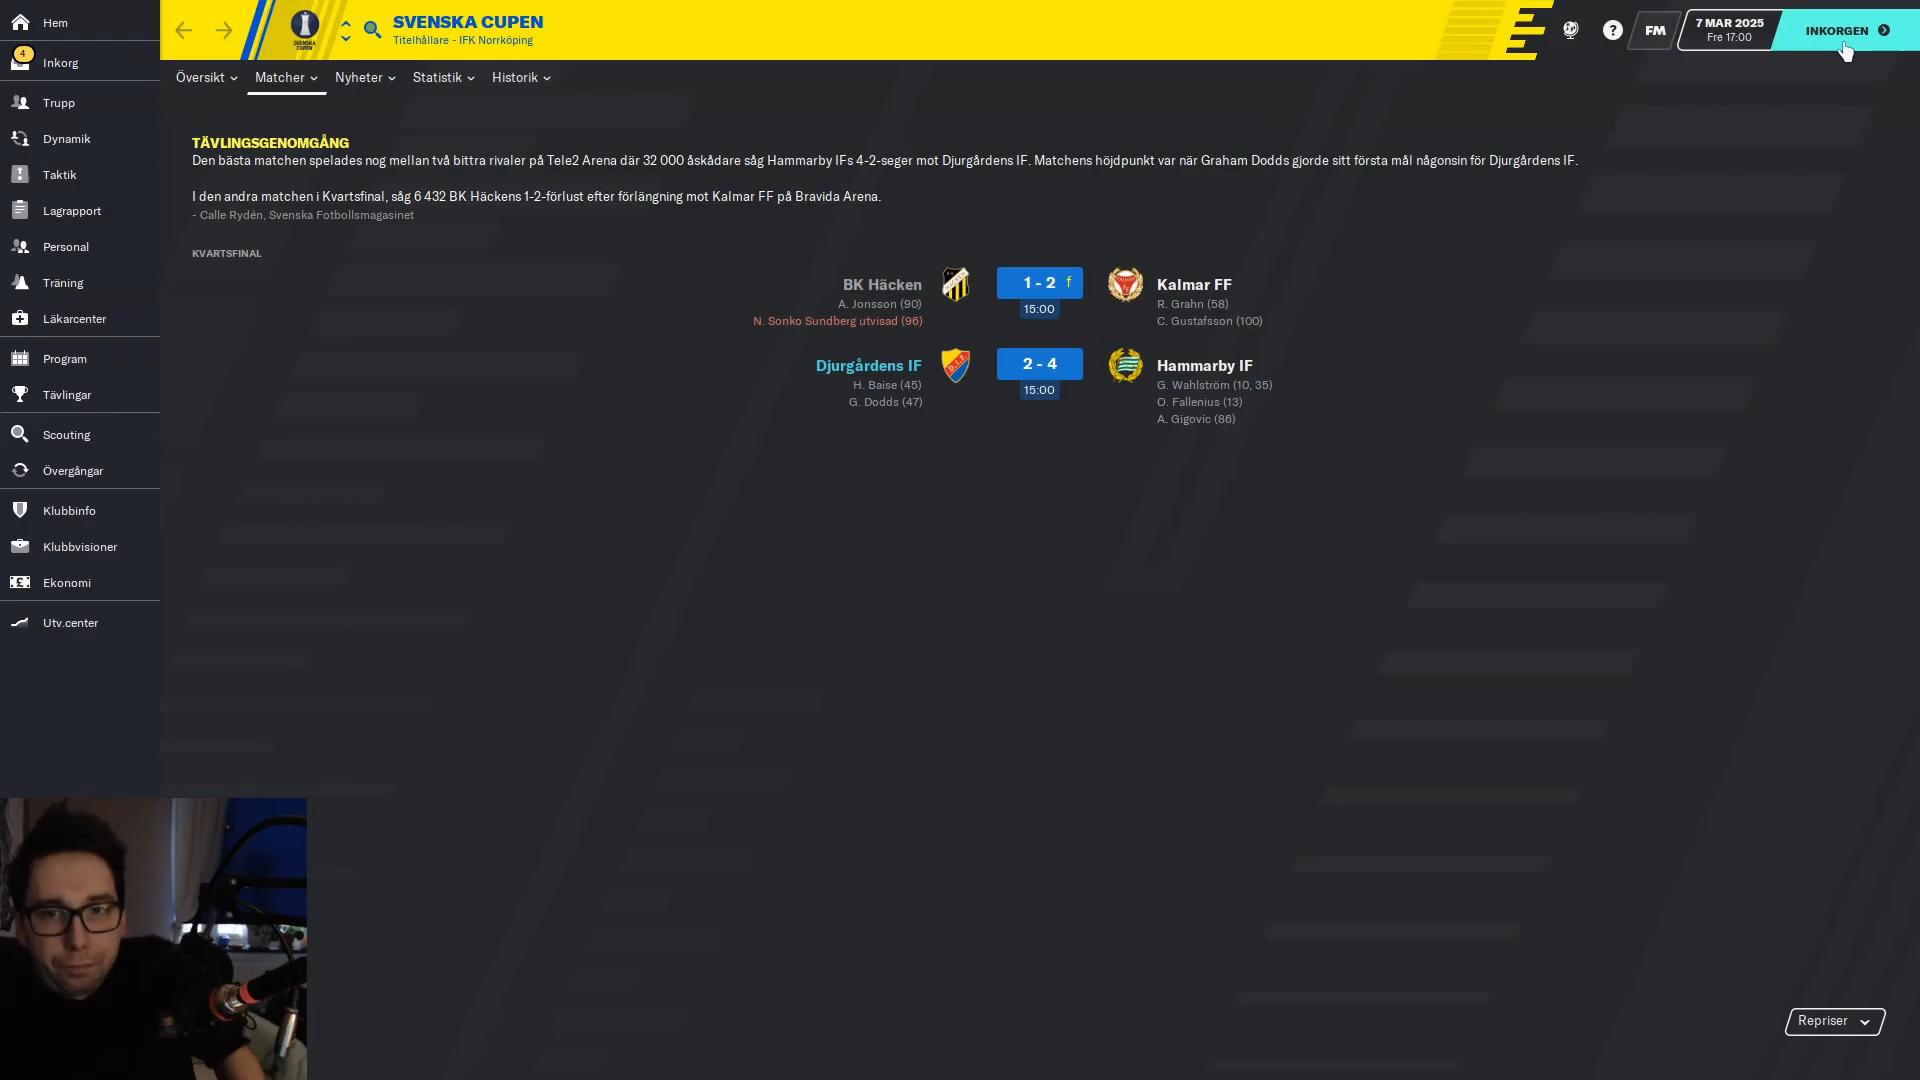 Hem
4
Inkorg
Trupp
Dynamik
Taktik
Lagrapport
Personal
Träning
Läkarcenter
Program
Tävlingar
Scouting
Övergångar
Klubbinfo
Klubbvisioner
Ekonomi
Utv.center
SVENSKA CUPEN
SVENSKA CUPEN
Titelhållare - IFK Norrköping
?
FM
7 MAR 2025
Fre 17:00
INKORGEN
Översikt
Matcher
Nyheter
Statistik
Historik
TÄVLINGSGENOMGÅNG
Den bästa matchen spelades nog mellan två bittra rivaler på Tele2 Arena där 32 000 åskådare såg Hammarby IFs 4-2-seger mot Djurgårdens IF. Matchens höjdpunkt var när Graham Dodds gjorde sitt första mål någonsin för Djurgårdens IF.
I den andra matchen i Kvartsfinal, såg 6 432 BK Häckens 1-2-förlust efter förlängning mot Kalmar FF på Bravida Arena.
- Calle Rydén, Svenska Fotbollsmagasinet
KVARTSFINAL
BK Häcken
1 - 2 f
Kalmar FF
A. Jonsson (90)
15:00
R. Grahn (58)
N. Sonko Sundberg utvisad (96)
C. Gustafsson (100)
Djurgårdens IF
2 - 4
Hammarby IF
H. Baise (45)
15:00
G. Wahlström (10, 35)
G. Dodds (47)
O. Fallenius (13)
A. Gigovic (86)
Repriser